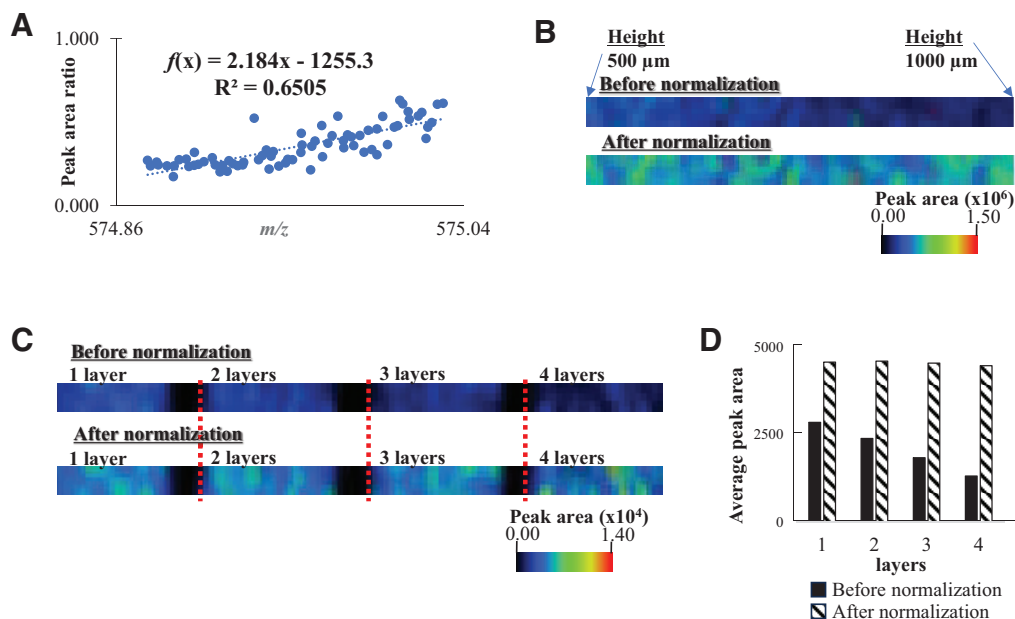 A
1.000
f(x) = 2.184x - 1255.3
R² = 0.6505
Peak area ratio
0.000
574.86
m/z
575.04
B
Height
500 µm
Height
1000 µm
Before normalization
After normalization
Peak area (x10⁶)
0.00
1.50
C
Before normalization
1 layer
2 layers
3 layers
4 layers
After normalization
1 layer
2 layers
3 layers
4 layers
Peak area (x10⁴)
0.00
1.40
D
5000
2500
0
Average peak area
1
2
3
4
layers
Before normalization
After normalization